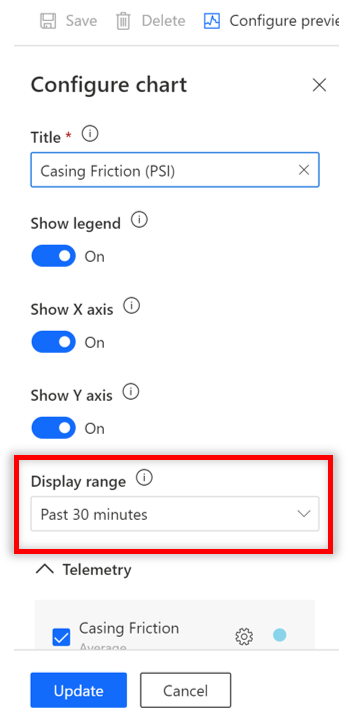 Save Delete Configure previe
Configure chart
Title *
Casing Friction (PSI)
Show legend
On
Show X axis
On
Show Y axis
On
Display range
Past 30 minutes
Telemetry
Casing Friction
Average
Update Cancel